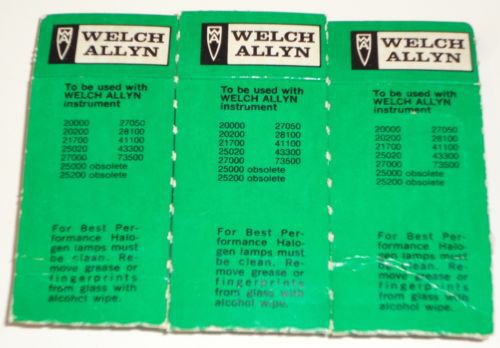 WELCH
ALLYN
To be used with
WELCH ALLYN
instrument
20000 27050
20200 28100
21700 41100
25020 43300
27000 73500
25000 obsolete
25200 obsolete
For Best Per-
formance Halo-
gen lamps must
be clean. Re-
move grease or
fingerprints
from glass with
alcohol wipe.
WELCH
ALLYN
To be used with
WELCH ALLYN
instrument
20000 27050
20200 28100
21700 41100
25020 43300
27000 73500
25000 obsolete
25200 obsolete
For Best Per-
formance Halo-
gen lamps must
be clean. Re-
move grease or
fingerprints
from glass with
alcohol wipe.
WELCH
ALLYN
To be used with
WELCH ALLYN
instrument
20000 27050
20200 28100
21700 41100
25020 43300
27000 73500
25000 obsolete
25200 obsolete
For Best Per-
formance Halo-
gen lamps must
be clean. Re-
move grease or
fingerprints
from glass with
alcohol wipe.